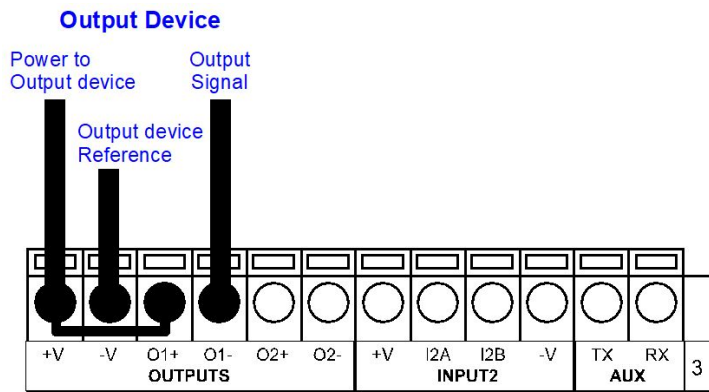 Output Device
Power to
Output device
Output
Signal
Output device
Reference
+V -V O1+ O1- O2+ O2- +V I2A I2B -V TX RX
OUTPUTS INPUT2 AUX 3